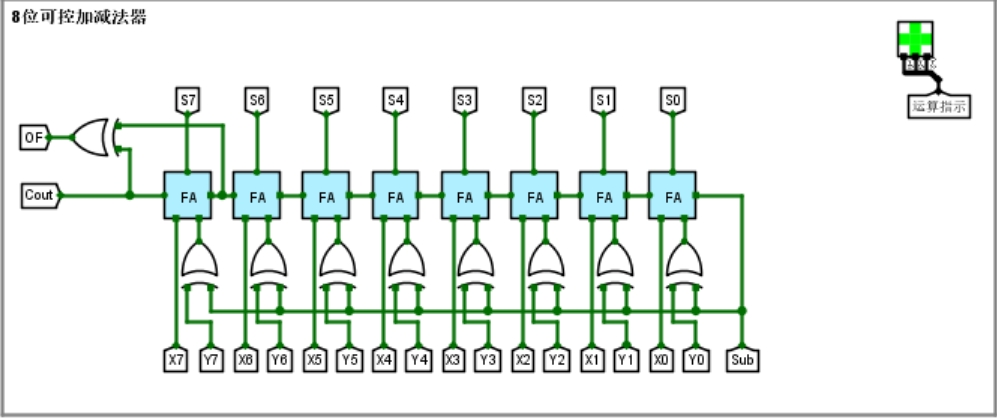 8位可控加减法器
运算指示
S7 S6 S5 S4 S3 S2 S1 S0
OF
Cout
FA FA FA FA FA FA FA FA
X7 Y7 X6 Y6 X5 Y5 X4 Y4 X3 Y3 X2 Y2 X1 Y1 X0 Y0 Sub